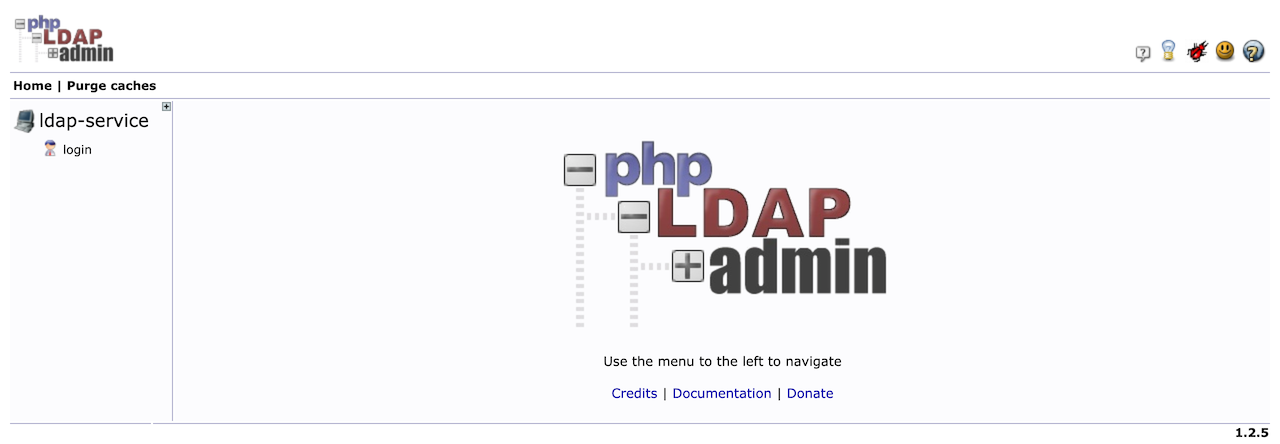 php
LDAP
admin
Home | Purge caches
ldap-service
login
php
LDAP
admin
Use the menu to the left to navigate
Credits | Documentation | Donate
1.2.5